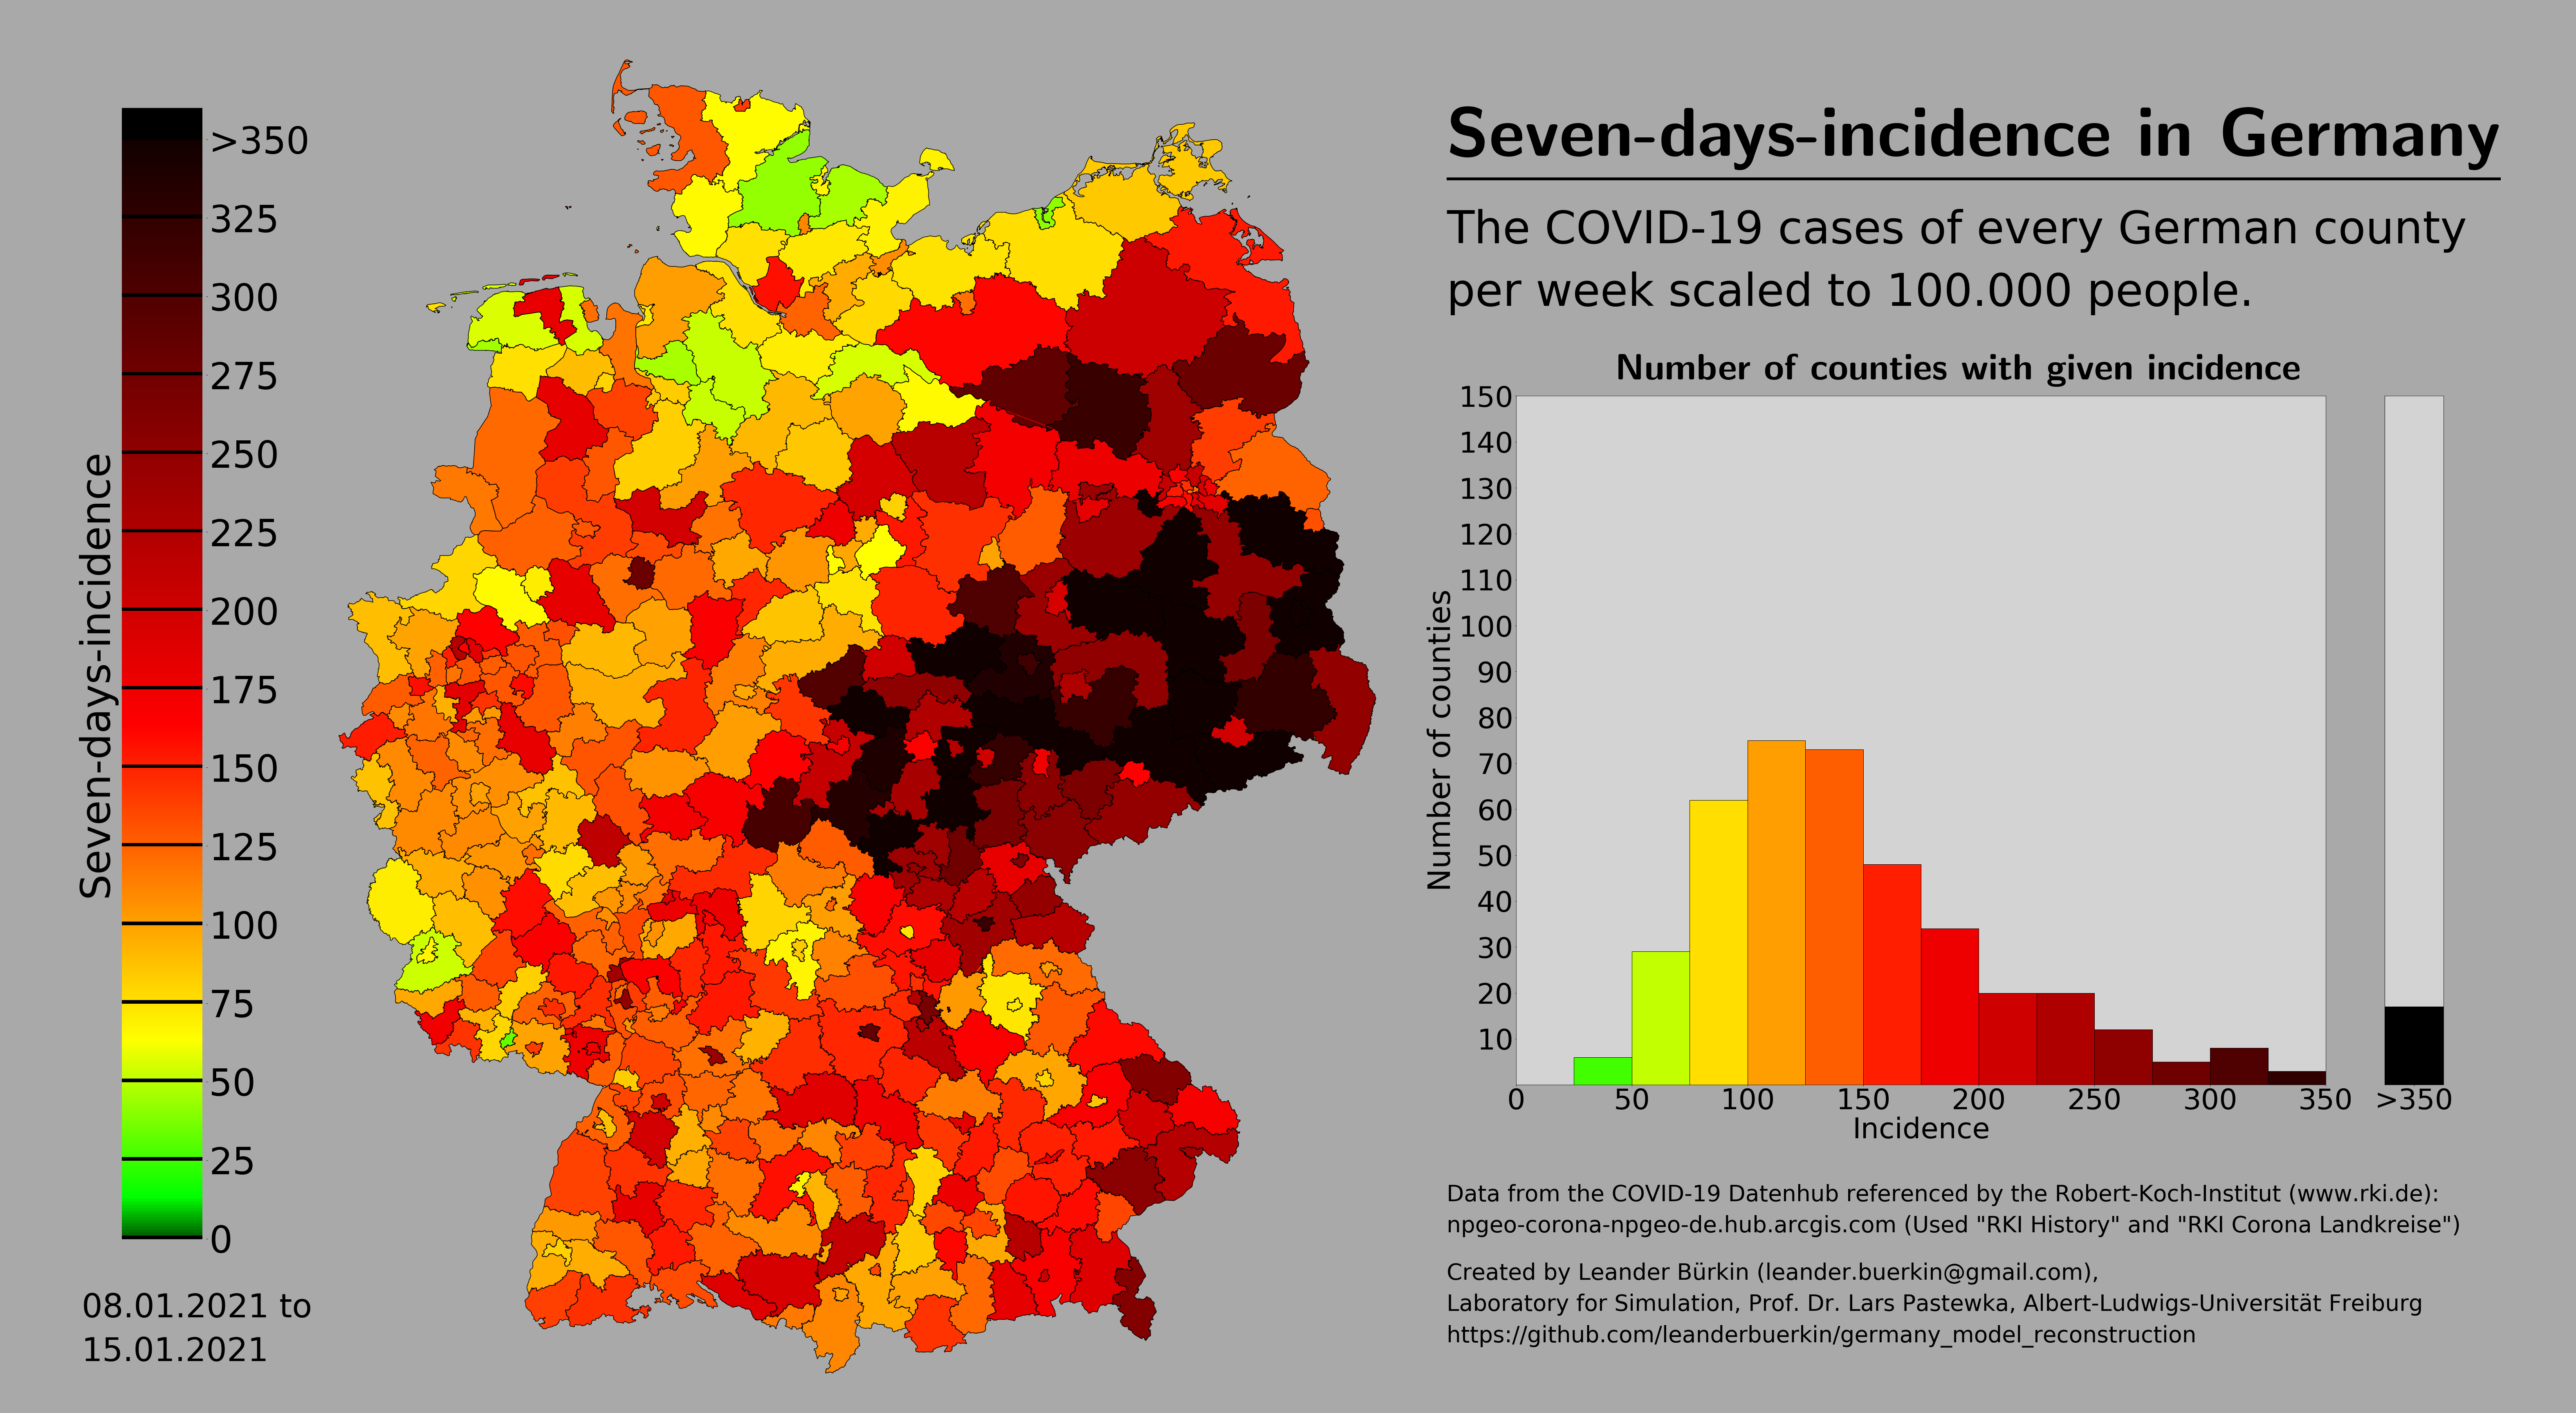 Seven-days-incidence in Germany
The COVID-19 cases of every German county
per week scaled to 100.000 people.
Seven-days-incidence
>350
325
300
275
250
225
200
175
150
125
100
75
50
25
0
08.01.2021 to
15.01.2021
Number of counties with given incidence
Number of counties
150
140
130
120
110
100
90
80
70
60
50
40
30
20
10
0 50 100 150 200 250 300 350 >350
Incidence
Data from the COVID-19 Datenhub referenced by the Robert-Koch-Institut (www.rki.de):
npgeo-corona-npgeo-de.hub.arcgis.com (Used "RKI History" and "RKI Corona Landkreise")
Created by Leander Bürkin (leander.buerkin@gmail.com),
Laboratory for Simulation, Prof. Dr. Lars Pastewka, Albert-Ludwigs-Universität Freiburg
https://github.com/leanderbuerkin/germany_model_reconstruction